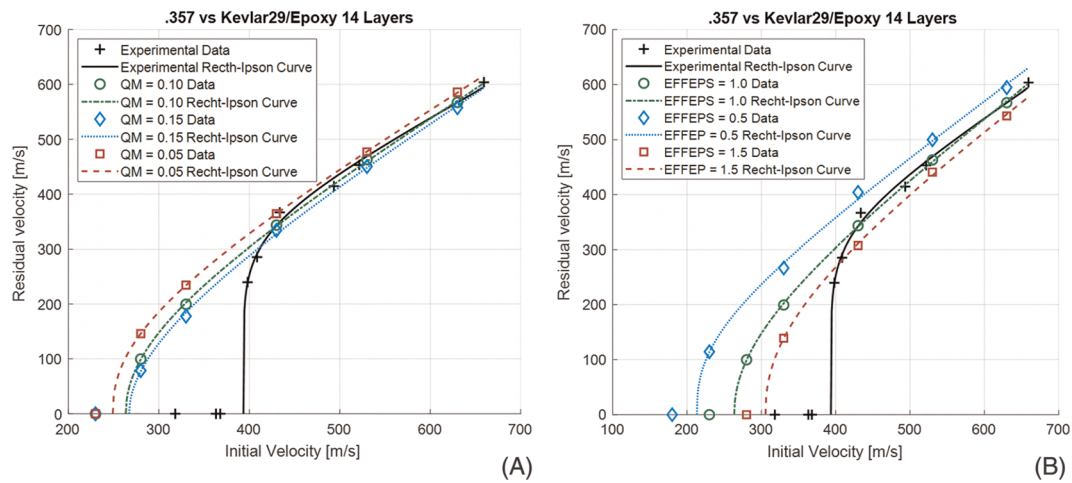 .357 vs Kevlar29/Epoxy 14 Layers
Experimental Data
Experimental Recth-Ipson Curve
QM = 0.10 Data
QM = 0.10 Recht-Ipson Curve
QM = 0.15 Data
QM = 0.15 Recht-Ipson Curve
QM = 0.05 Data
QM = 0.05 Recht-Ipson Curve
Residual velocity [m/s]
700
600
500
400
300
200
100
0
200 300 400 500 600 700
Initial Velocity [m/s]
(A)
.357 vs Kevlar29/Epoxy 14 Layers
Experimental Data
Experimental Recth-Ipson Curve
EFFEPS = 1.0 Data
EFFEPS = 1.0 Recht-Ipson Curve
EFFEPS = 0.5 Data
EFFEP = 0.5 Recht-Ipson Curve
EFFEPS = 1.5 Data
EFFEP = 1.5 Recht-Ipson Curve
Residual velocity [m/s]
700
600
500
400
300
200
100
0
100 200 300 400 500 600 700
Initial Velocity [m/s]
(B)